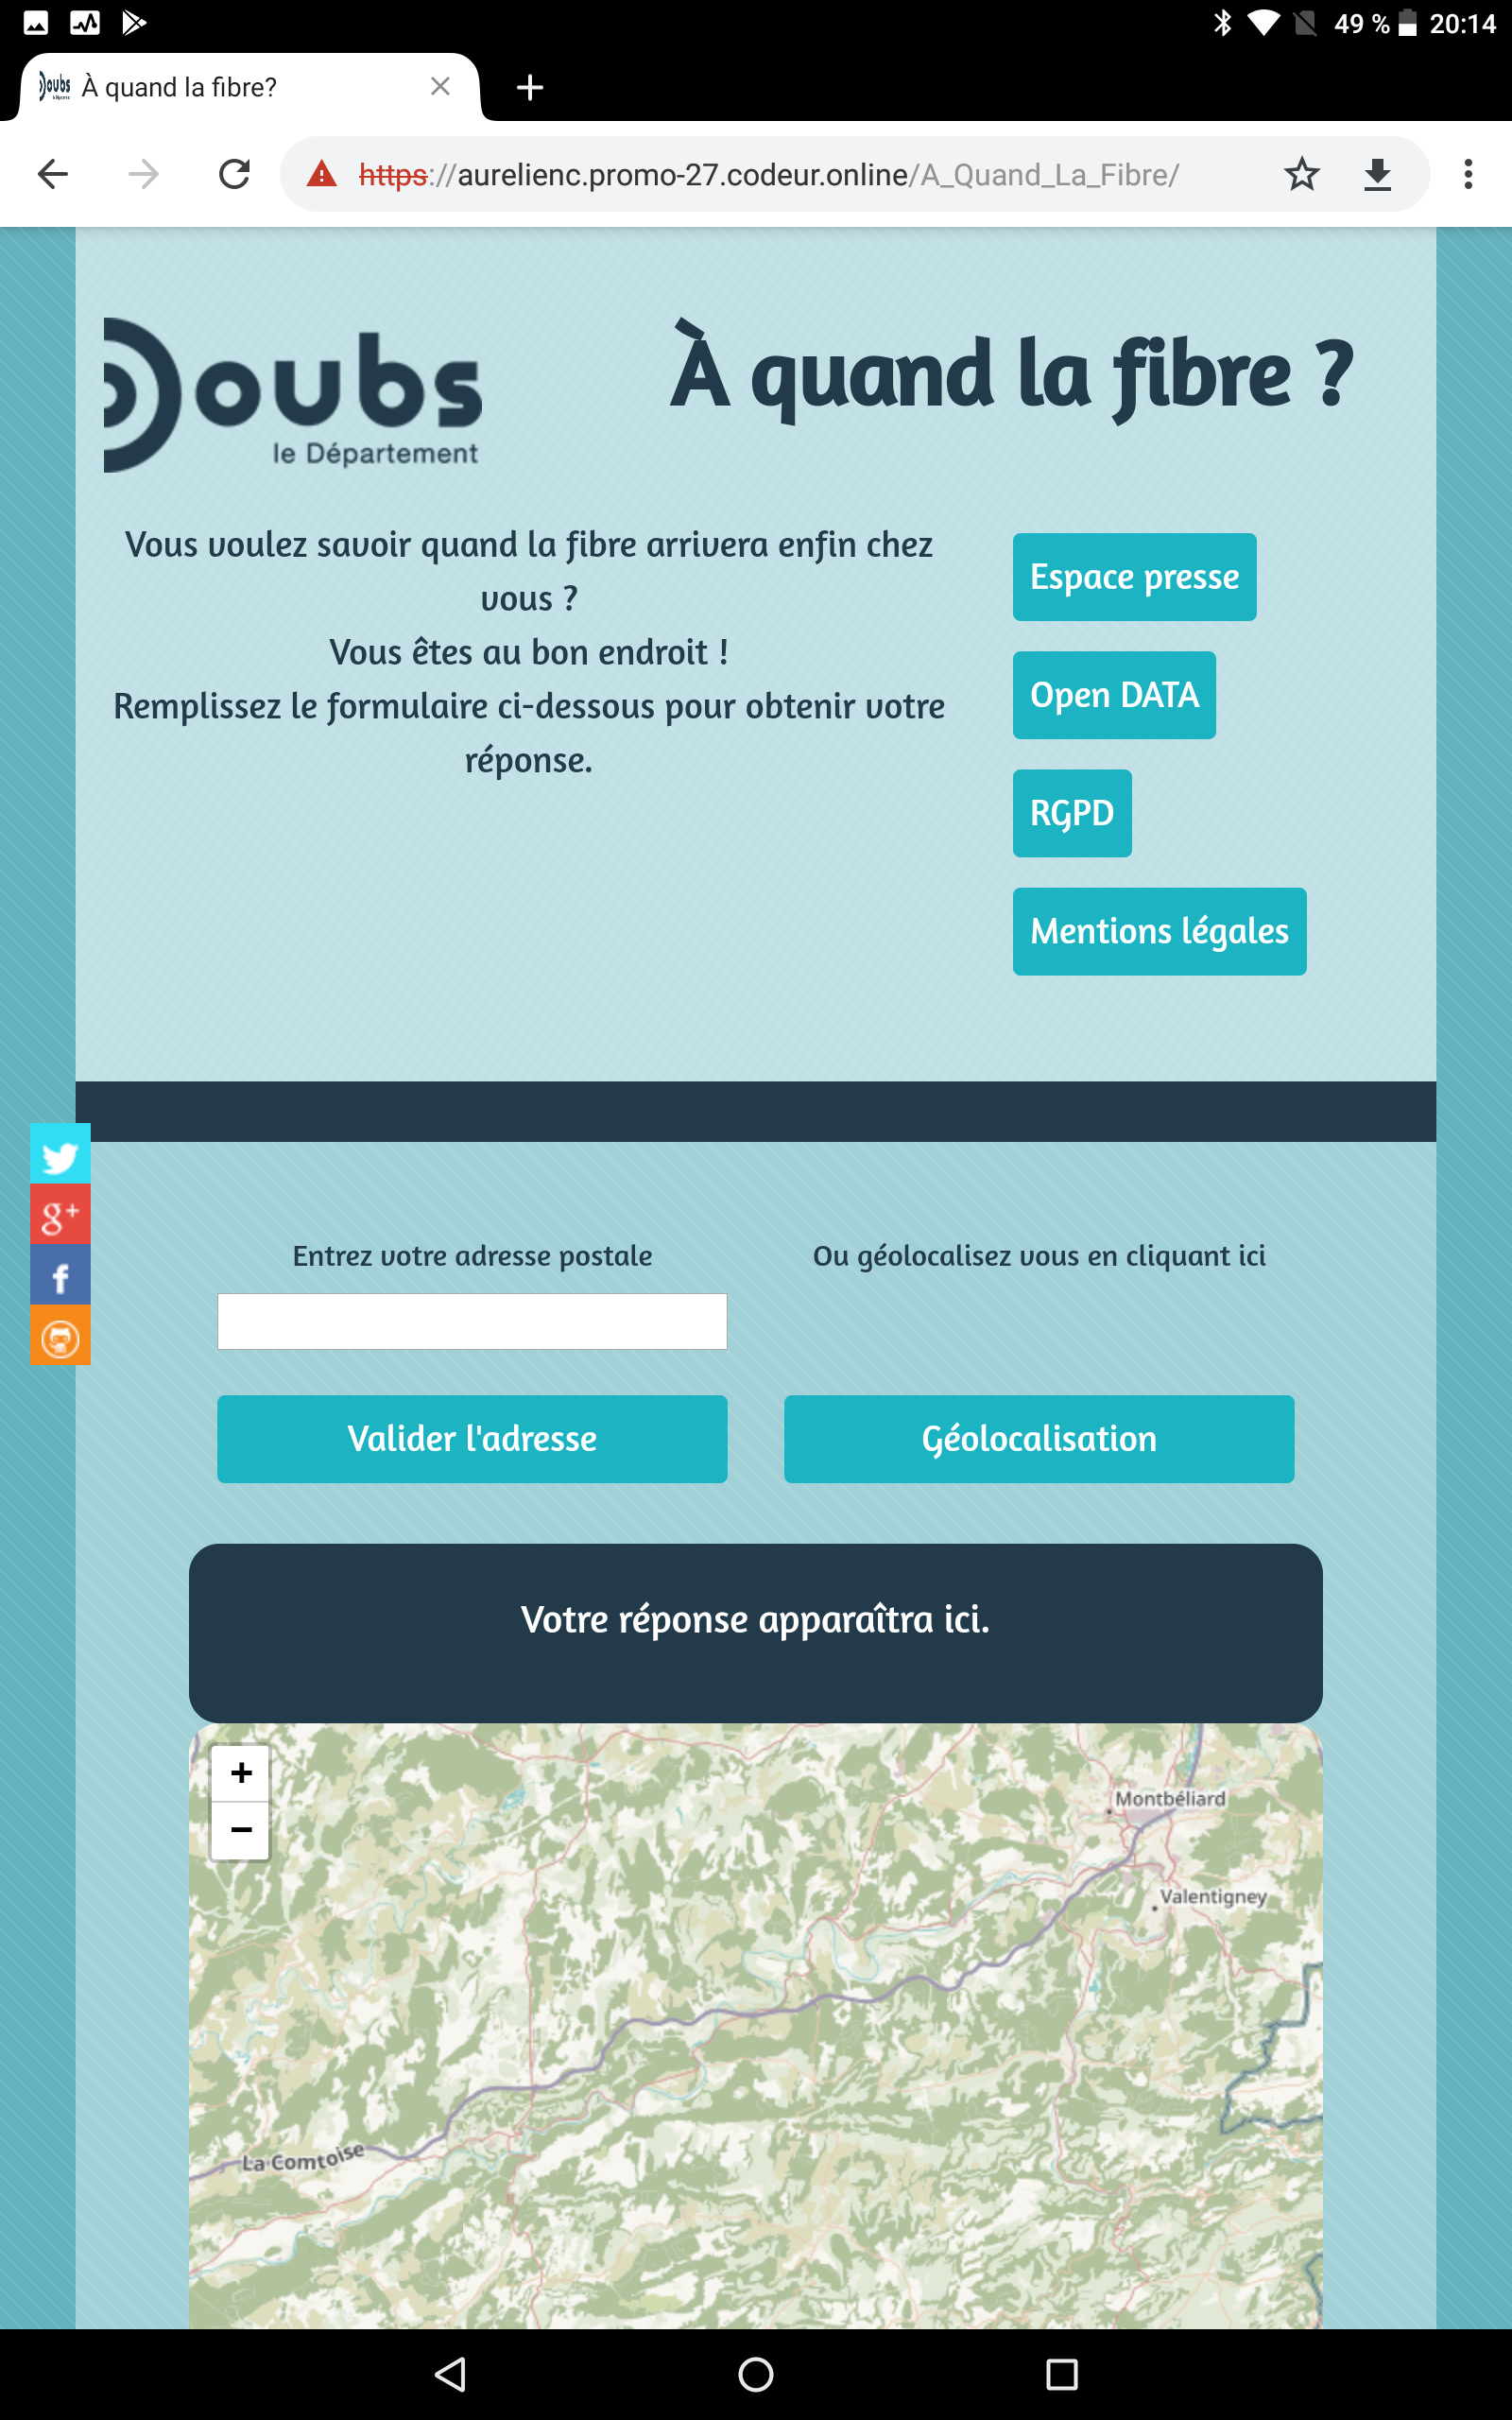 49 % 20:14
Doubs À quand la fibre?
https://aurelienc.promo-27.codeur.online/A_Quand_La_Fibre/
Doubs
le Département
À quand la fibre ?
Vous voulez savoir quand la fibre arrivera enfin chez
vous ?
Vous êtes au bon endroit !
Remplissez le formulaire ci-dessous pour obtenir votre
réponse.
Espace presse
Open DATA
RGPD
Mentions légales
g+
f
Entrez votre adresse postale
Ou géolocalisez vous en cliquant ici
Valider l'adresse
Géolocalisation
Votre réponse apparaîtra ici.
+
−
Montbéliard
Valentigney
La Comtoise